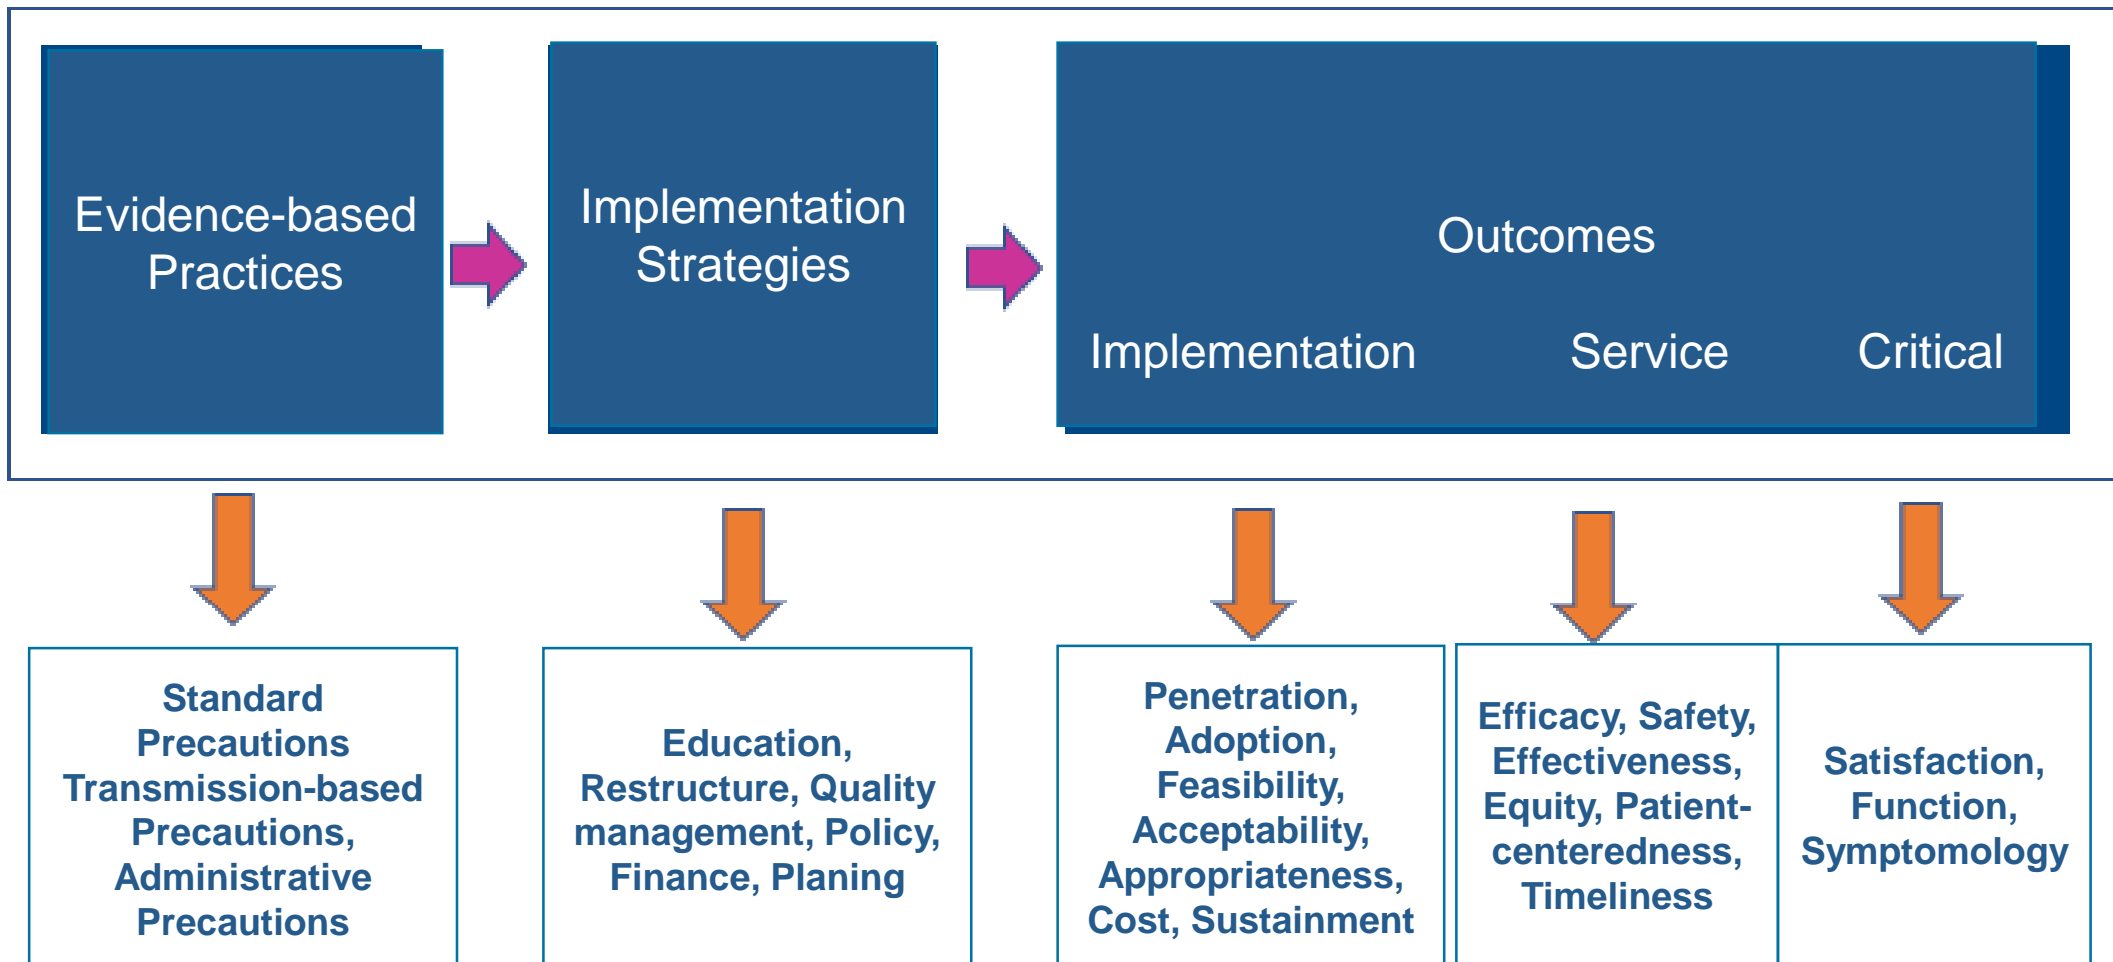 Evidence-based
Practices
Implementation
Strategies
Outcomes
Implementation Service Critical
Standard
Precautions
Transmission-based
Precautions,
Administrative
Precautions
Education,
Restructure, Quality
management, Policy,
Finance, Planing
Penetration,
Adoption,
Feasibility,
Acceptability,
Appropriateness,
Cost, Sustainment
Efficacy, Safety,
Effectiveness,
Equity, Patient-
centeredness,
Timeliness
Satisfaction,
Function,
Symptomology